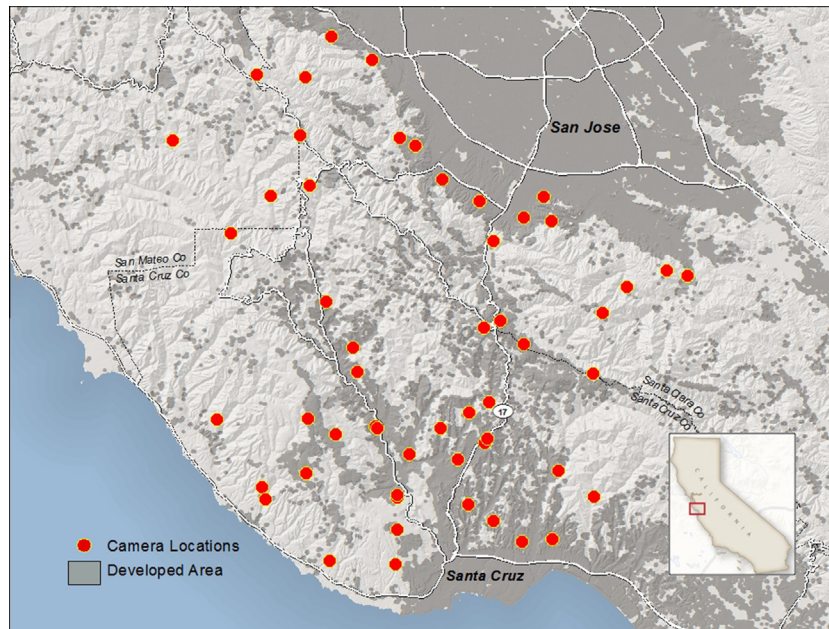 San Jose
San Mateo Co
Santa Cruz Co
Santa Clara Co
Santa Cruz Co
17
CALIFORNIA
Camera Locations
Developed Area
Santa Cruz